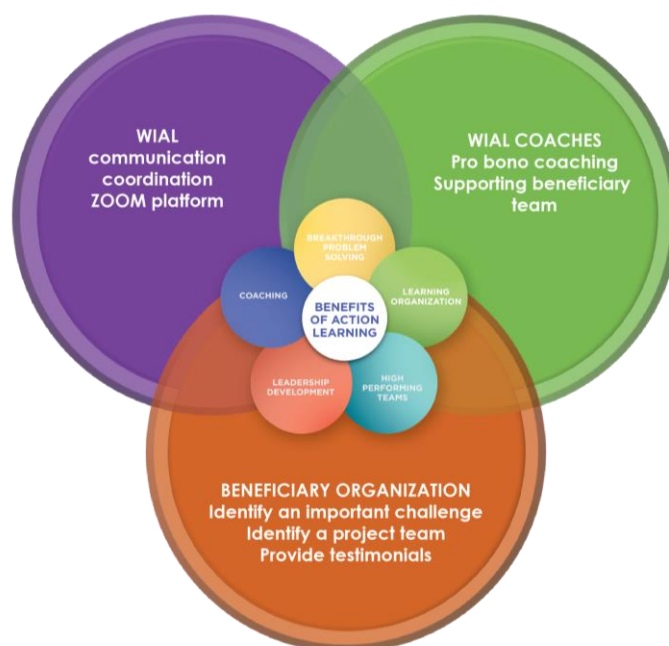 WIAL
communication
coordination
ZOOM platform
WIAL COACHES
Pro bono coaching
Supporting beneficiary
team
BREAKTHROUGH
PROBLEM
SOLVING
COACHING
LEARNING
ORGANIZATION
BENEFITS
OF ACTION
LEARNING
LEADERSHIP
DEVELOPMENT
HIGH
PERFORMING
TEAMS
BENEFICIARY ORGANIZATION
Identify an important challenge
Identify a project team
Provide testimonials